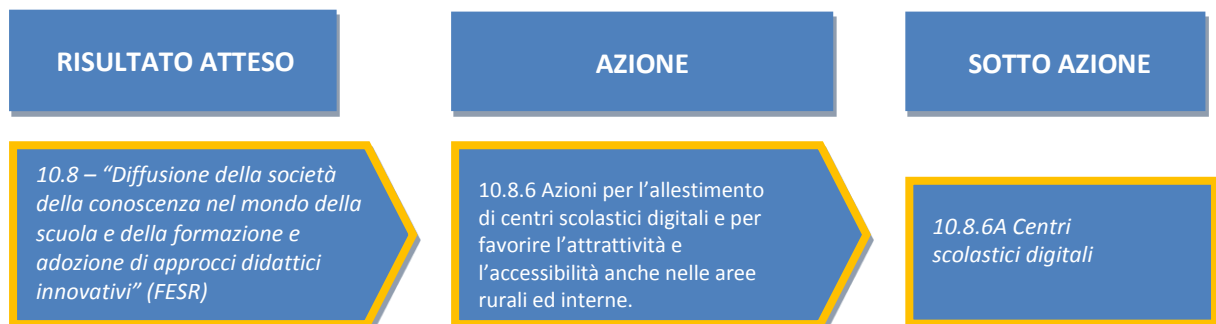 RISULTATO ATTESO
AZIONE
SOTTO AZIONE
10.8 – “Diffusione della società
della conoscenza nel mondo della
scuola e della formazione e
adozione di approcci didattici
innovativi” (FESR)
10.8.6 Azioni per l’allestimento
di centri scolastici digitali e per
favorire l’attrattività e
l’accessibilità anche nelle aree
rurali ed interne.
10.8.6A Centri
scolastici digitali